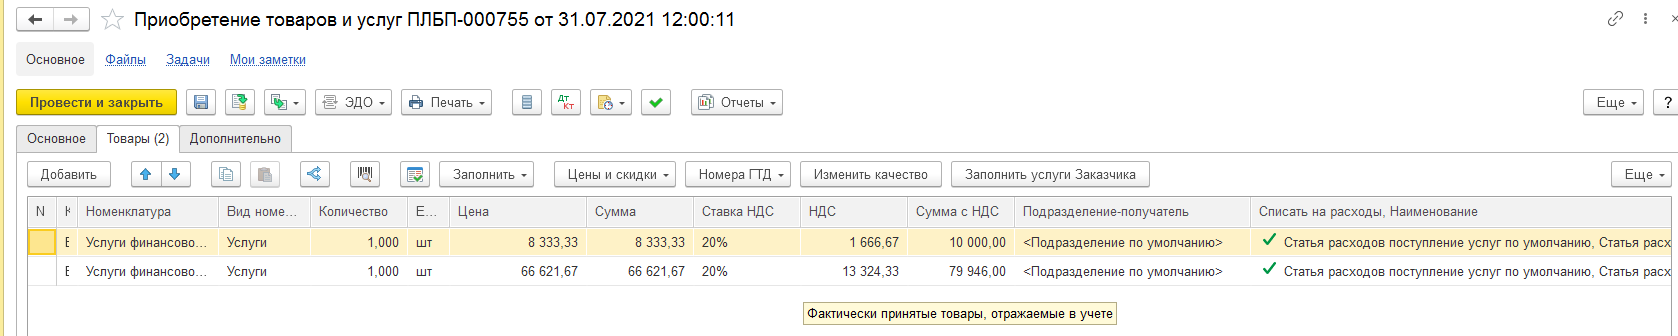 Приобретение товаров и услуг ПЛБП-000755 от 31.07.2021 12:00:11
Основное Файлы Задачи Мои заметки
Провести и закрыть ЭДО Печать Дт Кт Отчеты Еще ?
Основное Товары (2) Дополнительно
Добавить Заполнить Цены и скидки Номера ГТД Изменить качество Заполнить услуги Заказчика Еще
N К Номенклатура Вид номе... Количество Е... Цена Сумма Ставка НДС НДС Сумма с НДС Подразделение-получатель Списать на расходы, Наименование
Е Услуги финансово... Услуги 1,000 шт 8 333,33 8 333,33 20% 1 666,67 10 000,00 <Подразделение по умолчанию> Статья расходов поступление услуг по умолчанию, Статья расх
Е Услуги финансово... Услуги 1,000 шт 66 621,67 66 621,67 20% 13 324,33 79 946,00 <Подразделение по умолчанию> Статья расходов поступление услуг по умолчанию, Статья расх
Фактически принятые товары, отражаемые в учете